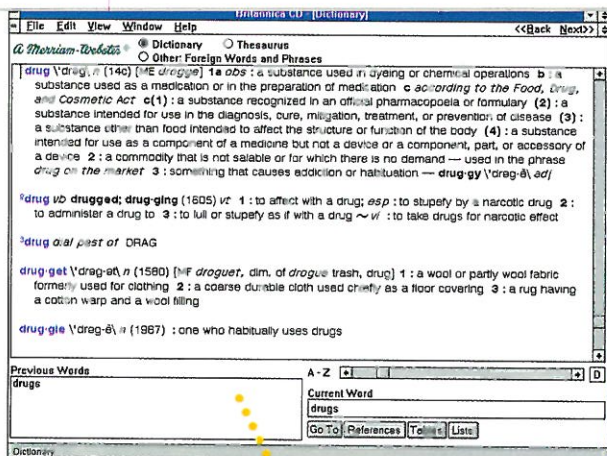 Britannica CD - [Dictionary]
File Edit View Window Help <<Back Next>>
A Merriam-Webster® Dictionary Thesaurus
Other: Foreign Words and Phrases
drug \'drəg\ n (14c) [ME drogge] 1a obs : a substance used in dyeing or chemical operations b : a
substance used as a medication or in the preparation of medication c according to the Food, Drug,
and Cosmetic Act c(1) : a substance recognized in an official pharmacopoeia or formulary (2) : a
substance intended for use in the diagnosis, cure, mitigation, treatment, or prevention of disease (3) :
a substance other than food intended to affect the structure or function of the body (4) : a substance
intended for use as a component of a medicine but not a device or a component, part, or accessory of
a device 2 : a commodity that is not salable or for which there is no demand — used in the phrase
drug on the market 3 : something that causes addiction or habituation — drug·gy \'drəg-ē\ adj
²drug vb drugged; drug·ging (1605) vt 1 : to affect with a drug; esp : to stupefy by a narcotic drug 2 :
to administer a drug to 3 : to lull or stupefy as if with a drug ~ vi : to take drugs for narcotic effect
³drug dial past of DRAG
drug·get \'drəg-ət\ n (1580) [MF droguet, dim. of drogue trash, drug] 1 : a wool or partly wool fabric
formerly used for clothing 2 : a coarse durable cloth used chiefly as a floor covering 3 : a rug having
a cotton warp and a wool filling
drug·gie \'drəg-ē\ n (1967) : one who habitually uses drugs
Previous Words
drugs
A - Z D
Current Word
drugs
Go To References Tables Lists
Dictionary